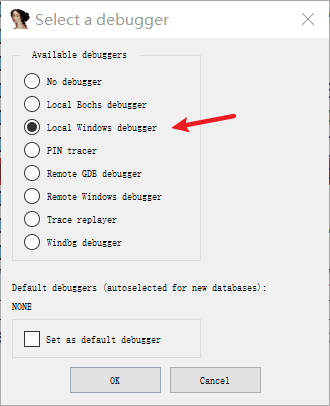 Select a debugger
Available debuggers
No debugger
Local Bochs debugger
Local Windows debugger
PIN tracer
Remote GDB debugger
Remote Windows debugger
Trace replayer
Windbg debugger
Default debuggers (autoselected for new databases):
NONE
Set as default debugger
OK
Cancel